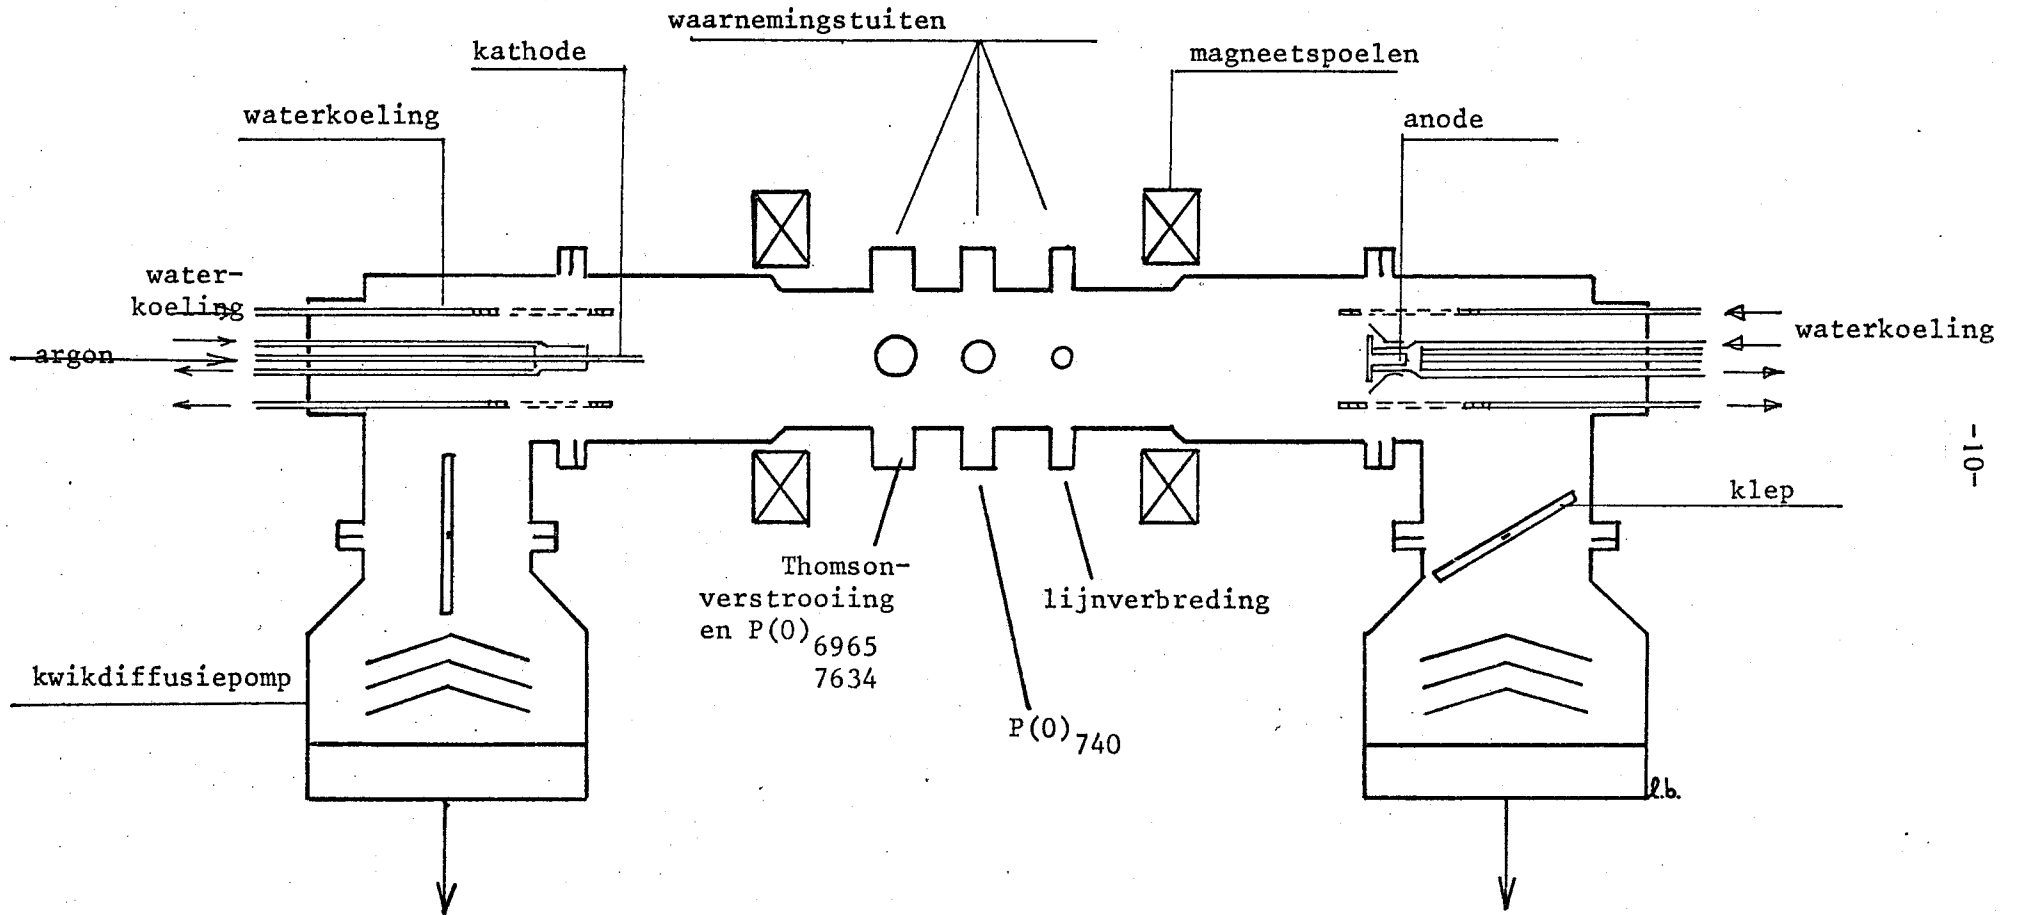 waarnemingstuiten
kathode
magneetspoelen
waterkoeling
anode
water-
koeling
argon
waterkoeling
-10-
klep
Thomson-
verstrooiing
en P(0)6965
7634
lijnverbreding
kwikdiffusiepomp
P(0)740
l.b.